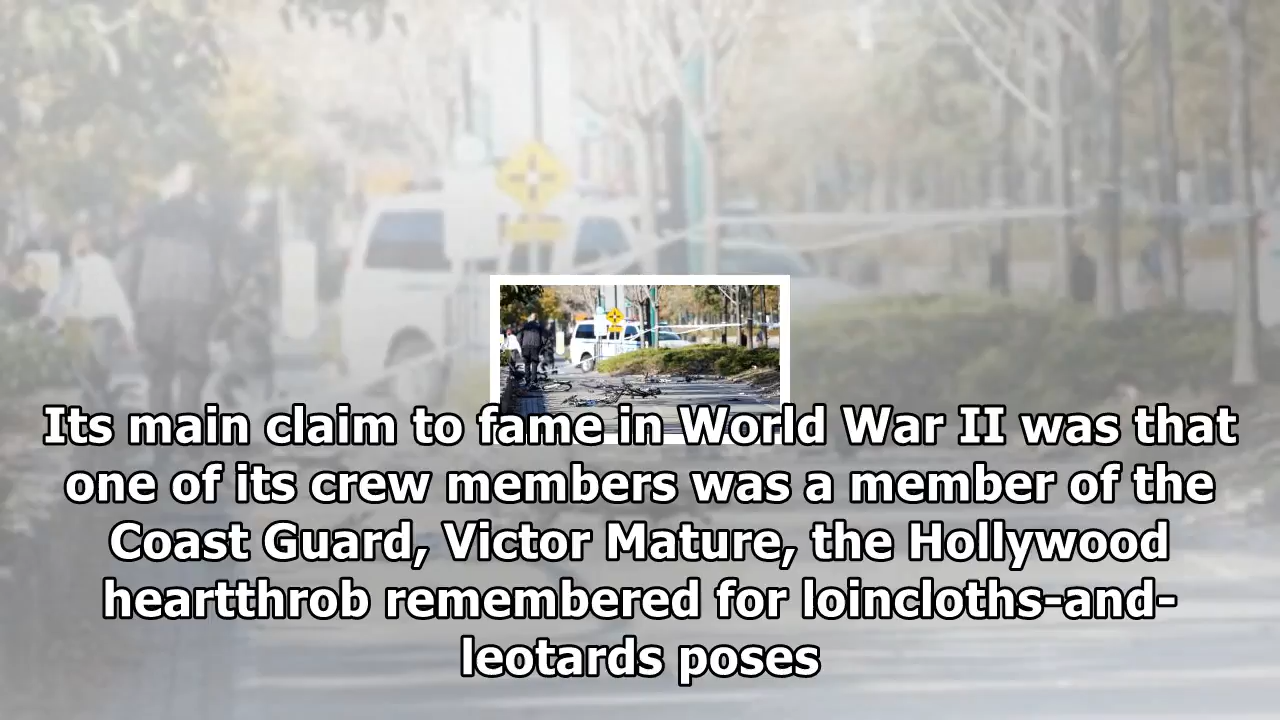 Its main claim to fame in World War II was that
one of its crew members was a member of the
Coast Guard, Victor Mature, the Hollywood
heartthrob remembered for loincloths-and-
leotards poses